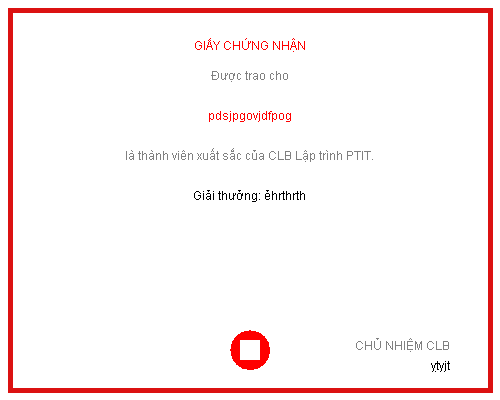 GIẤY CHỨNG NHẬN
Được trao cho
pdsjpgovjdfpog
là thành viên xuất sắc của CLB Lập trình PTIT.
Giải thưởng: ẻhrthrth
CHỦ NHIỆM CLB
ytyjt